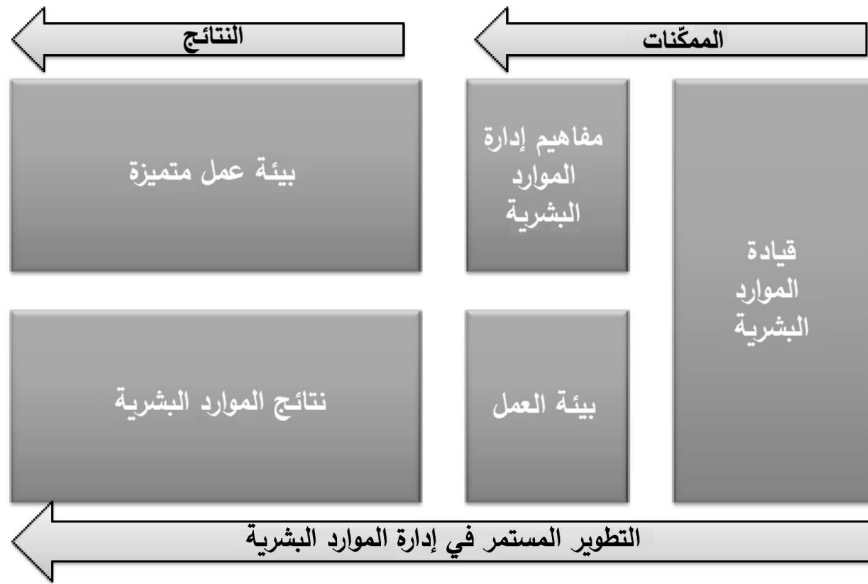 الممكّنات
النتائج
قيادة
الموارد
البشرية
مفاهيم إدارة
الموارد
البشرية
بيئة عمل متميزة
بيئة العمل
نتائج الموارد البشرية
التطوير المستمر في إدارة الموارد البشرية